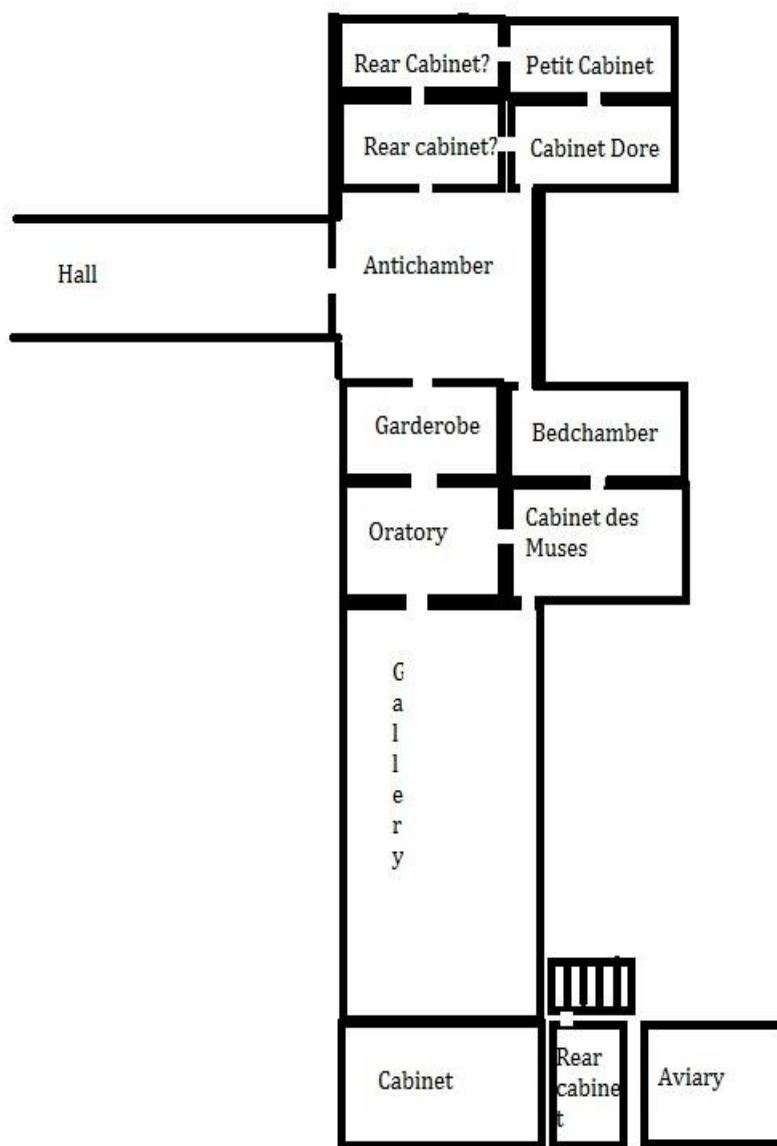 Rear Cabinet?
Petit Cabinet
Rear cabinet?
Cabinet Dore
Hall
Antichamber
Garderobe
Bedchamber
Oratory
Cabinet des
Muses
G
a
l
l
e
r
y
Cabinet
Rear
cabine
t
Aviary